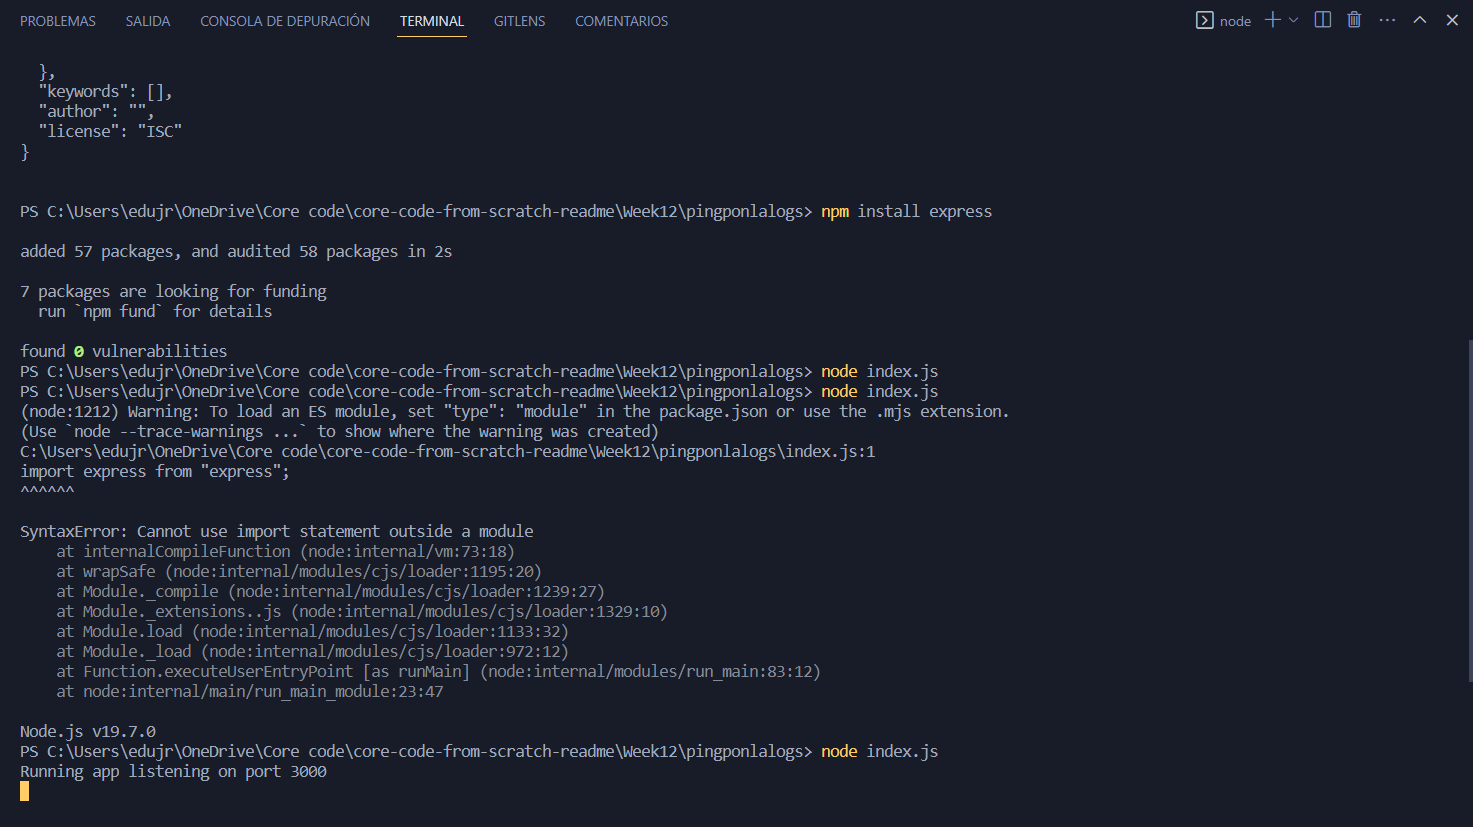 PROBLEMAS SALIDA CONSOLA DE DEPURACIÓN TERMINAL GITLENS COMENTARIOS node
  },
  "keywords": [],
  "author": "",
  "license": "ISC"
}
PS C:\Users\edujr\OneDrive\Core code\core-code-from-scratch-readme\Week12\pingponlalogs> npm install express
added 57 packages, and audited 58 packages in 2s
7 packages are looking for funding
  run `npm fund` for details
found 0 vulnerabilities
PS C:\Users\edujr\OneDrive\Core code\core-code-from-scratch-readme\Week12\pingponlalogs> node index.js
PS C:\Users\edujr\OneDrive\Core code\core-code-from-scratch-readme\Week12\pingponlalogs> node index.js
(node:1212) Warning: To load an ES module, set "type": "module" in the package.json or use the .mjs extension.
(Use `node --trace-warnings ...` to show where the warning was created)
C:\Users\edujr\OneDrive\Core code\core-code-from-scratch-readme\Week12\pingponlalogs\index.js:1
import express from "express";
^^^^^^
SyntaxError: Cannot use import statement outside a module
    at internalCompileFunction (node:internal/vm:73:18)
    at wrapSafe (node:internal/modules/cjs/loader:1195:20)
    at Module._compile (node:internal/modules/cjs/loader:1239:27)
    at Module._extensions..js (node:internal/modules/cjs/loader:1329:10)
    at Module.load (node:internal/modules/cjs/loader:1133:32)
    at Module._load (node:internal/modules/cjs/loader:972:12)
    at Function.executeUserEntryPoint [as runMain] (node:internal/modules/run_main:83:12)
    at node:internal/main/run_main_module:23:47
Node.js v19.7.0
PS C:\Users\edujr\OneDrive\Core code\core-code-from-scratch-readme\Week12\pingponlalogs> node index.js
Running app listening on port 3000